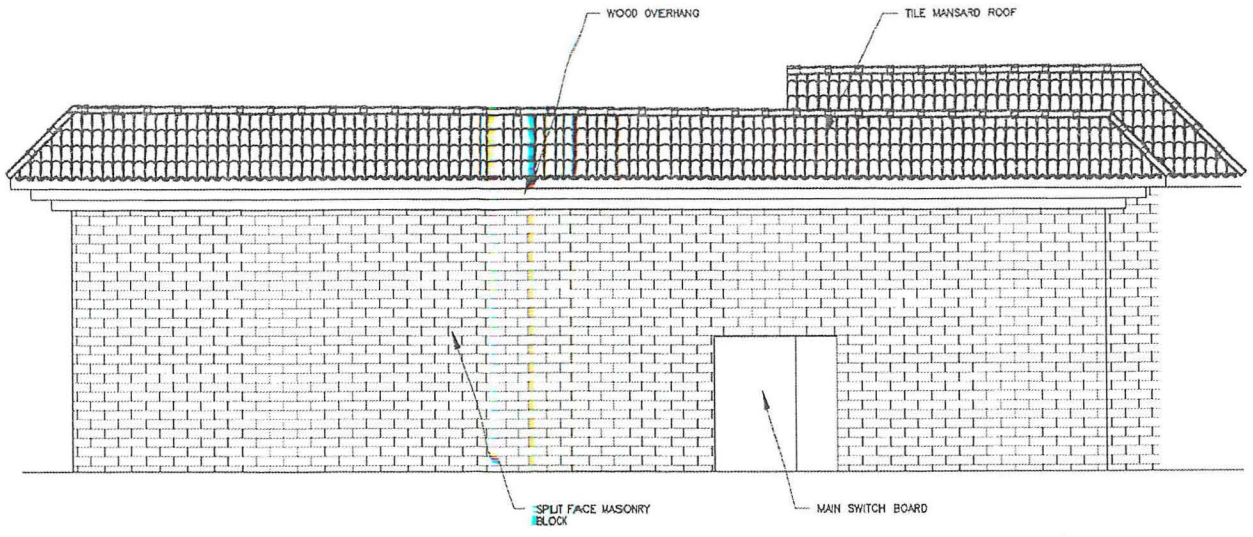 WOOD OVERHANG
TILE MANSARD ROOF
SPLIT FACE MASONRY
BLOCK
MAIN SWITCH BOARD